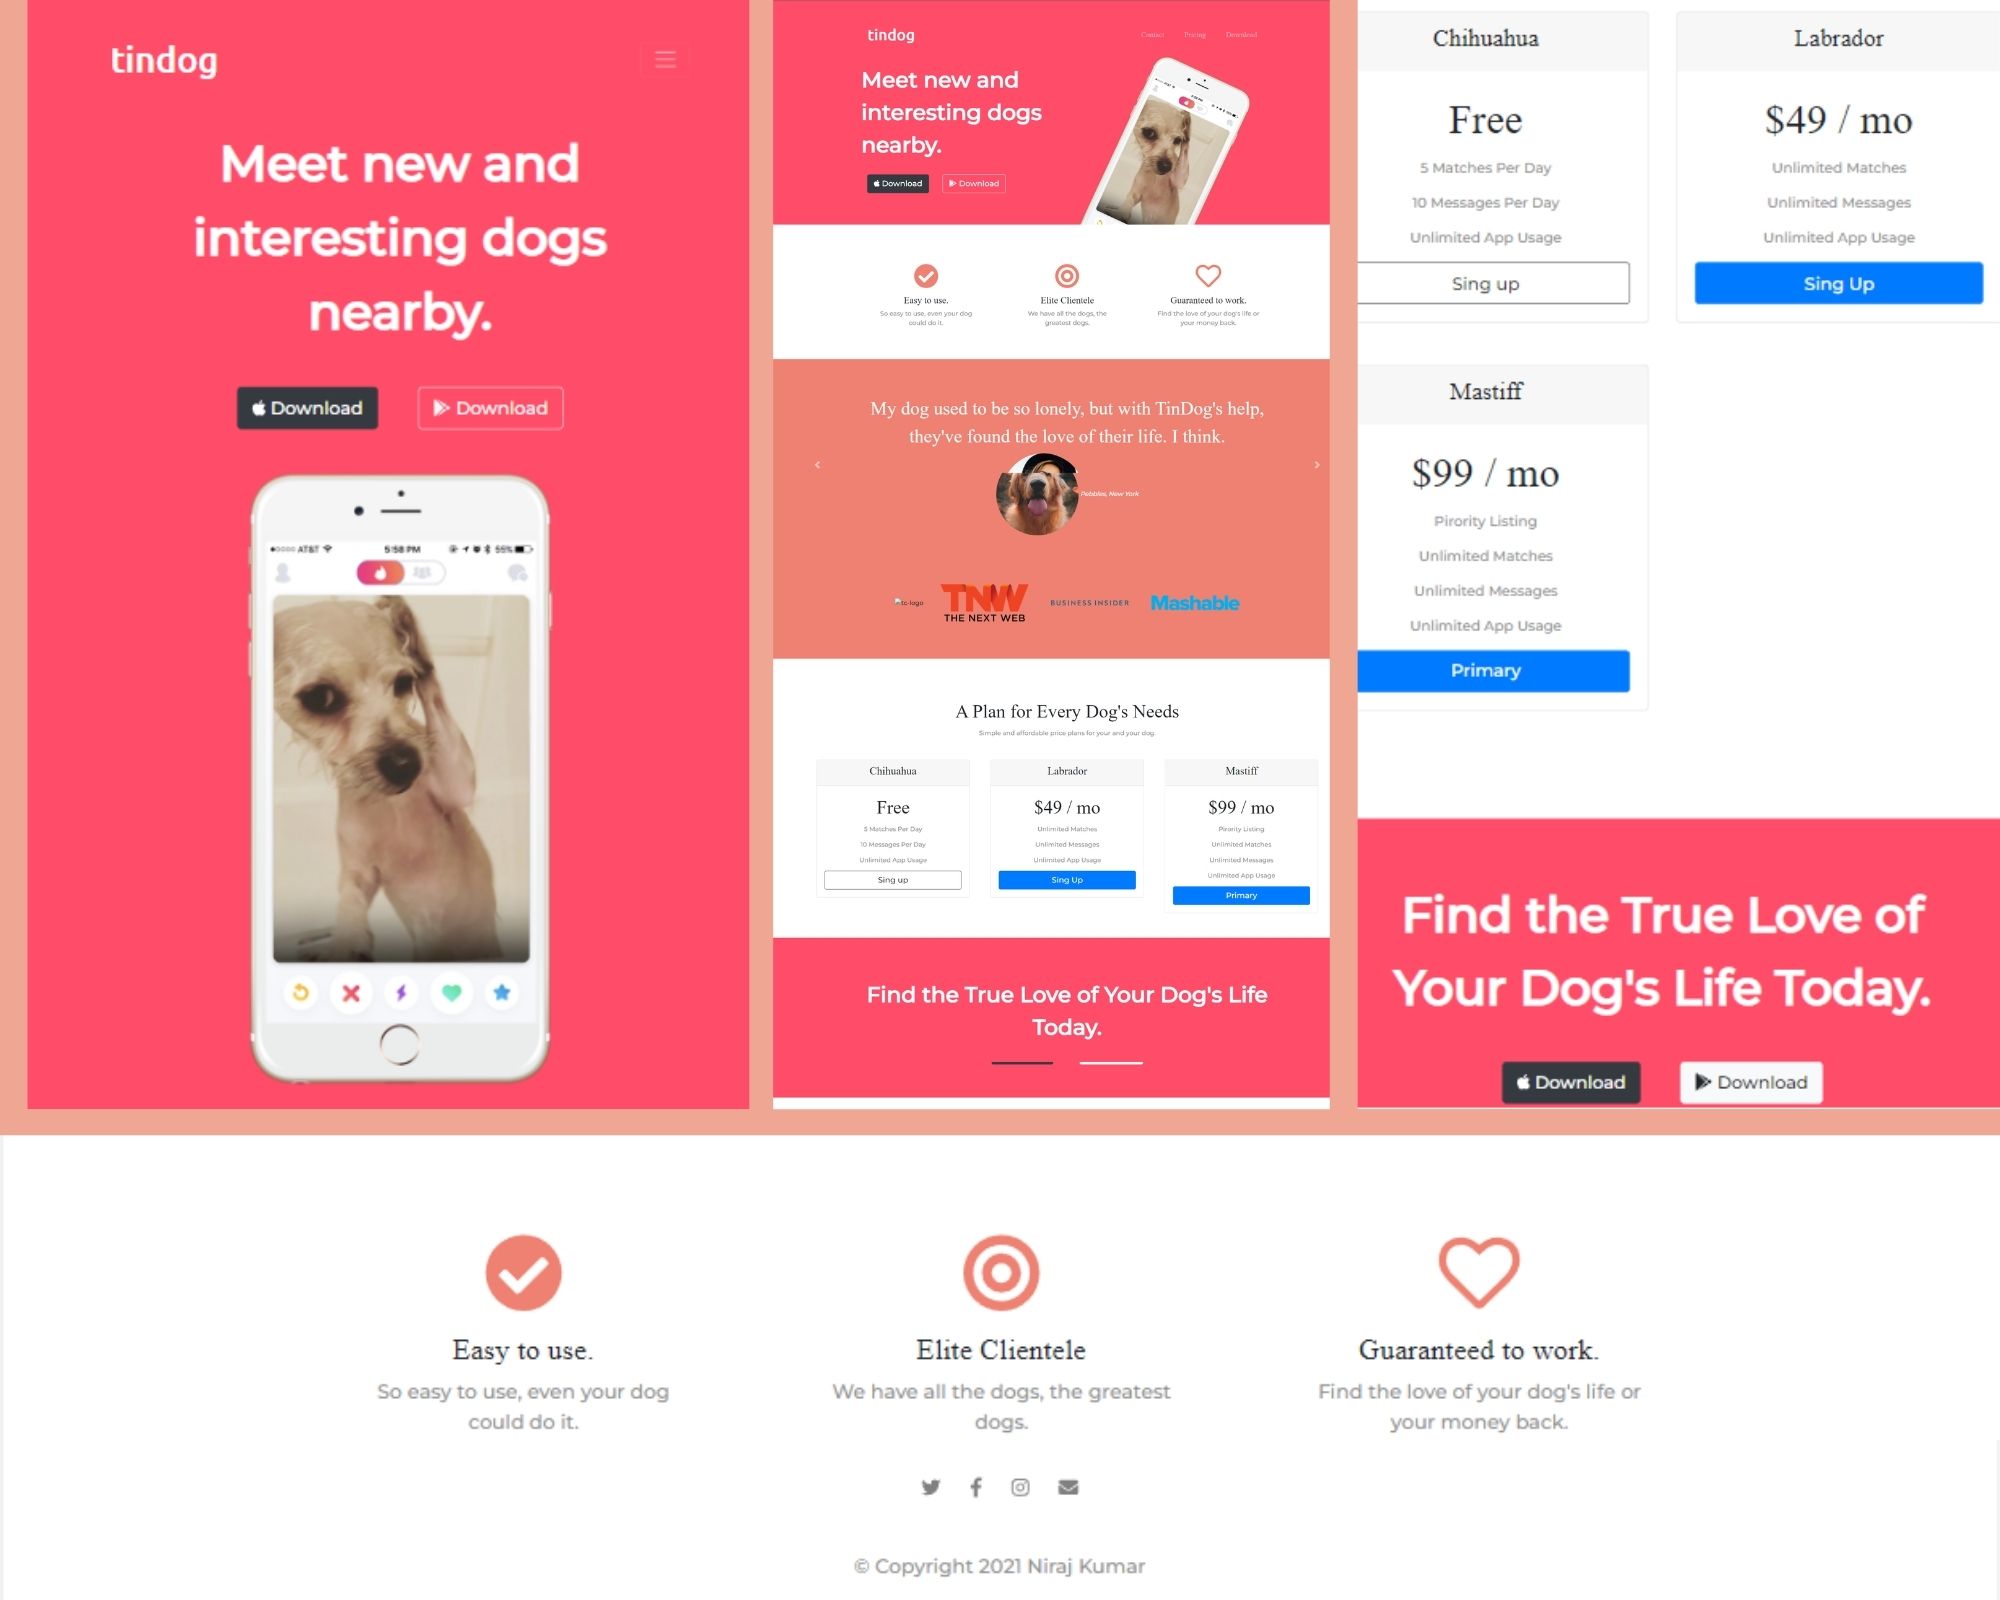 tindog
Meet new and
interesting dogs
nearby.
Download
Download
AT&T
5:58 PM
55%
tindog
Contact
Pricing
Download
Meet new and
interesting dogs
nearby.
Download
Download
Easy to use.
So easy to use, even your dog
could do it.
Elite Clientele
We have all the dogs, the
greatest dogs.
Guaranteed to work.
Find the love of your dog's life or
your money back.
My dog used to be so lonely, but with TinDog's help,
they've found the love of their life. I think.
Pebbles, New York
tc-logo
TNW
THE NEXT WEB
BUSINESS INSIDER
Mashable
A Plan for Every Dog's Needs
Simple and affordable price plans for your and your dog.
Chihuahua
Free
5 Matches Per Day
10 Messages Per Day
Unlimited App Usage
Sing up
Labrador
$49 / mo
Unlimited Matches
Unlimited Messages
Unlimited App Usage
Sing Up
Mastiff
$99 / mo
Pirority Listing
Unlimited Matches
Unlimited Messages
Unlimited App Usage
Primary
Find the True Love of Your Dog's Life
Today.
Chihuahua
Free
5 Matches Per Day
10 Messages Per Day
Unlimited App Usage
Sing up
Labrador
$49 / mo
Unlimited Matches
Unlimited Messages
Unlimited App Usage
Sing Up
Mastiff
$99 / mo
Pirority Listing
Unlimited Matches
Unlimited Messages
Unlimited App Usage
Primary
Find the True Love of
Your Dog's Life Today.
Download
Download
Easy to use.
So easy to use, even your dog
could do it.
Elite Clientele
We have all the dogs, the greatest
dogs.
Guaranteed to work.
Find the love of your dog's life or
your money back.
© Copyright 2021 Niraj Kumar